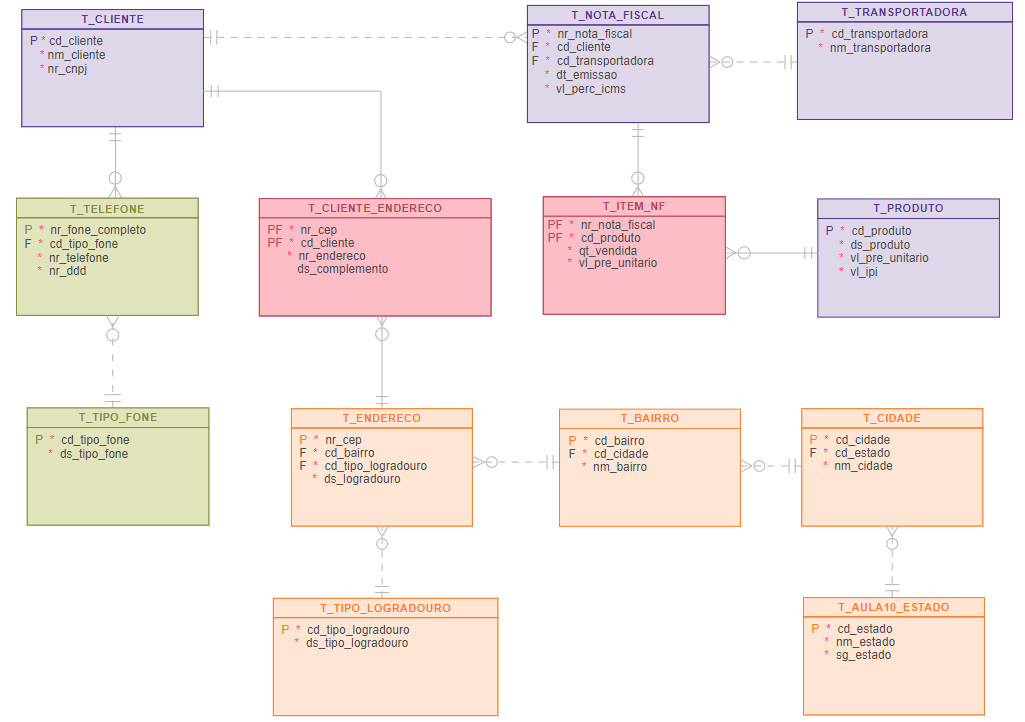 T_CLIENTE
P * cd_cliente
* nm_cliente
* nr_cnpj
T_NOTA_FISCAL
P * nr_nota_fiscal
F * cd_cliente
F * cd_transportadora
* dt_emissao
* vl_perc_icms
T_TRANSPORTADORA
P * cd_transportadora
* nm_transportadora
T_TELEFONE
P * nr_fone_completo
F * cd_tipo_fone
* nr_telefone
* nr_ddd
T_CLIENTE_ENDERECO
PF * nr_cep
PF * cd_cliente
* nr_endereco
ds_complemento
T_ITEM_NF
PF * nr_nota_fiscal
PF * cd_produto
* qt_vendida
* vl_pre_unitario
T_PRODUTO
P * cd_produto
* ds_produto
* vl_pre_unitario
* vl_ipi
T_TIPO_FONE
P * cd_tipo_fone
* ds_tipo_fone
T_ENDERECO
P * nr_cep
F * cd_bairro
F * cd_tipo_logradouro
* ds_logradouro
T_BAIRRO
P * cd_bairro
F * cd_cidade
* nm_bairro
T_CIDADE
P * cd_cidade
F * cd_estado
* nm_cidade
T_TIPO_LOGRADOURO
P * cd_tipo_logradouro
* ds_tipo_logradouro
T_AULA10_ESTADO
P * cd_estado
* nm_estado
* sg_estado